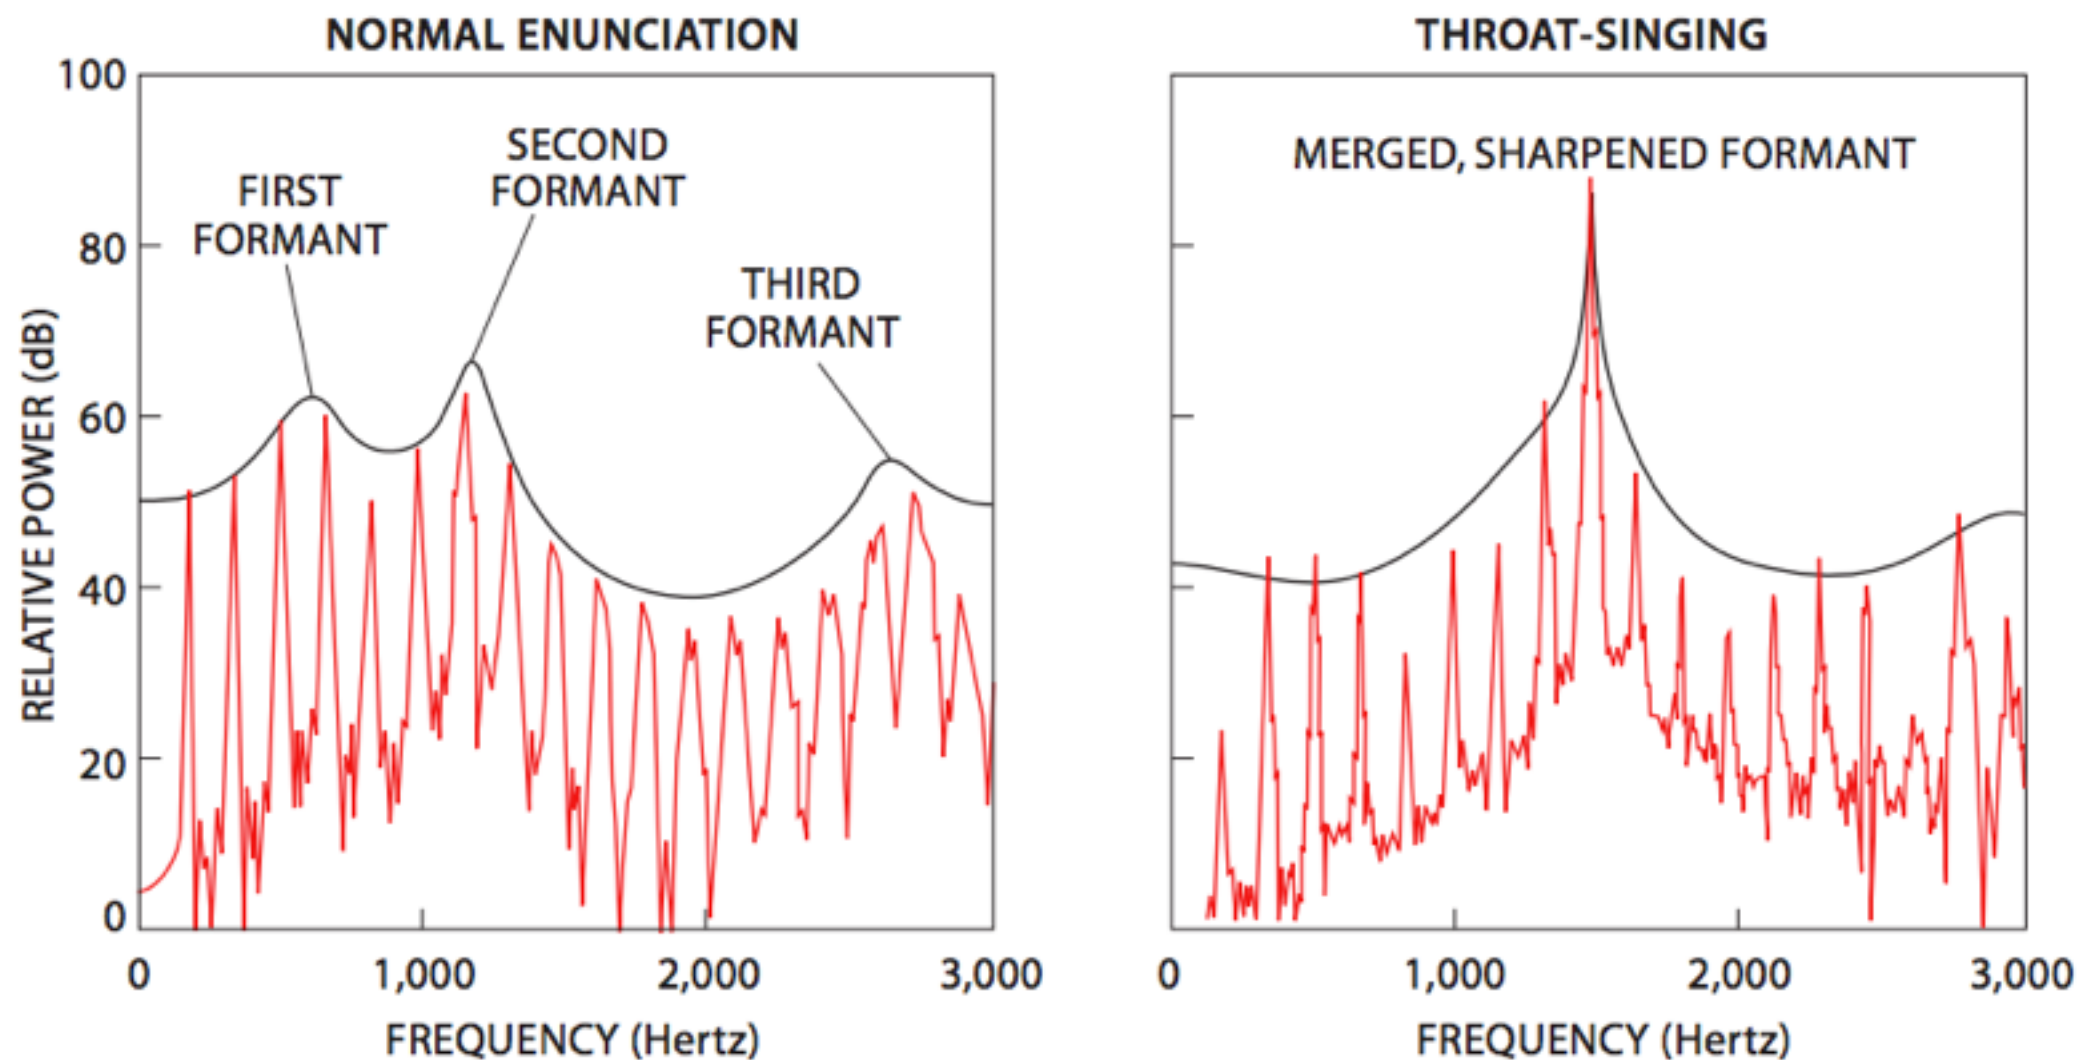 NORMAL ENUNCIATION
100
80
60
40
20
0
RELATIVE POWER (dB)
FIRST
FORMANT
SECOND
FORMANT
THIRD
FORMANT
0 1,000 2,000 3,000
FREQUENCY (Hertz)
THROAT-SINGING
MERGED, SHARPENED FORMANT
0 1,000 2,000 3,000
FREQUENCY (Hertz)